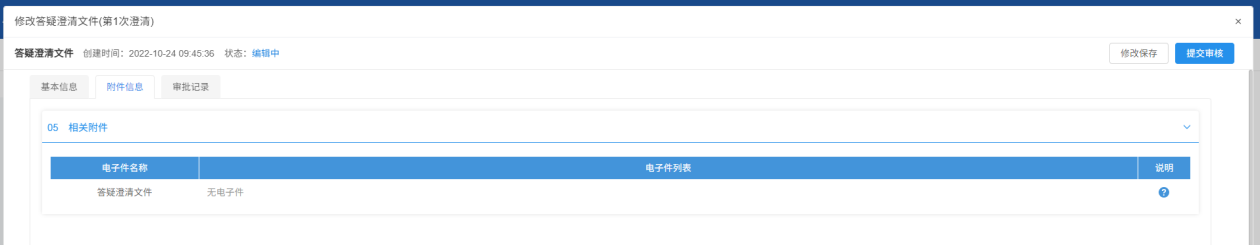 修改答疑澄清文件(第1次澄清)
×
答疑澄清文件 创建时间：2022-10-24 09:45:36 状态：编辑中 修改保存 提交审核
基本信息 附件信息 审批记录
05 相关附件
电子件名称 电子件列表 说明
答疑澄清文件 无电子件 ?